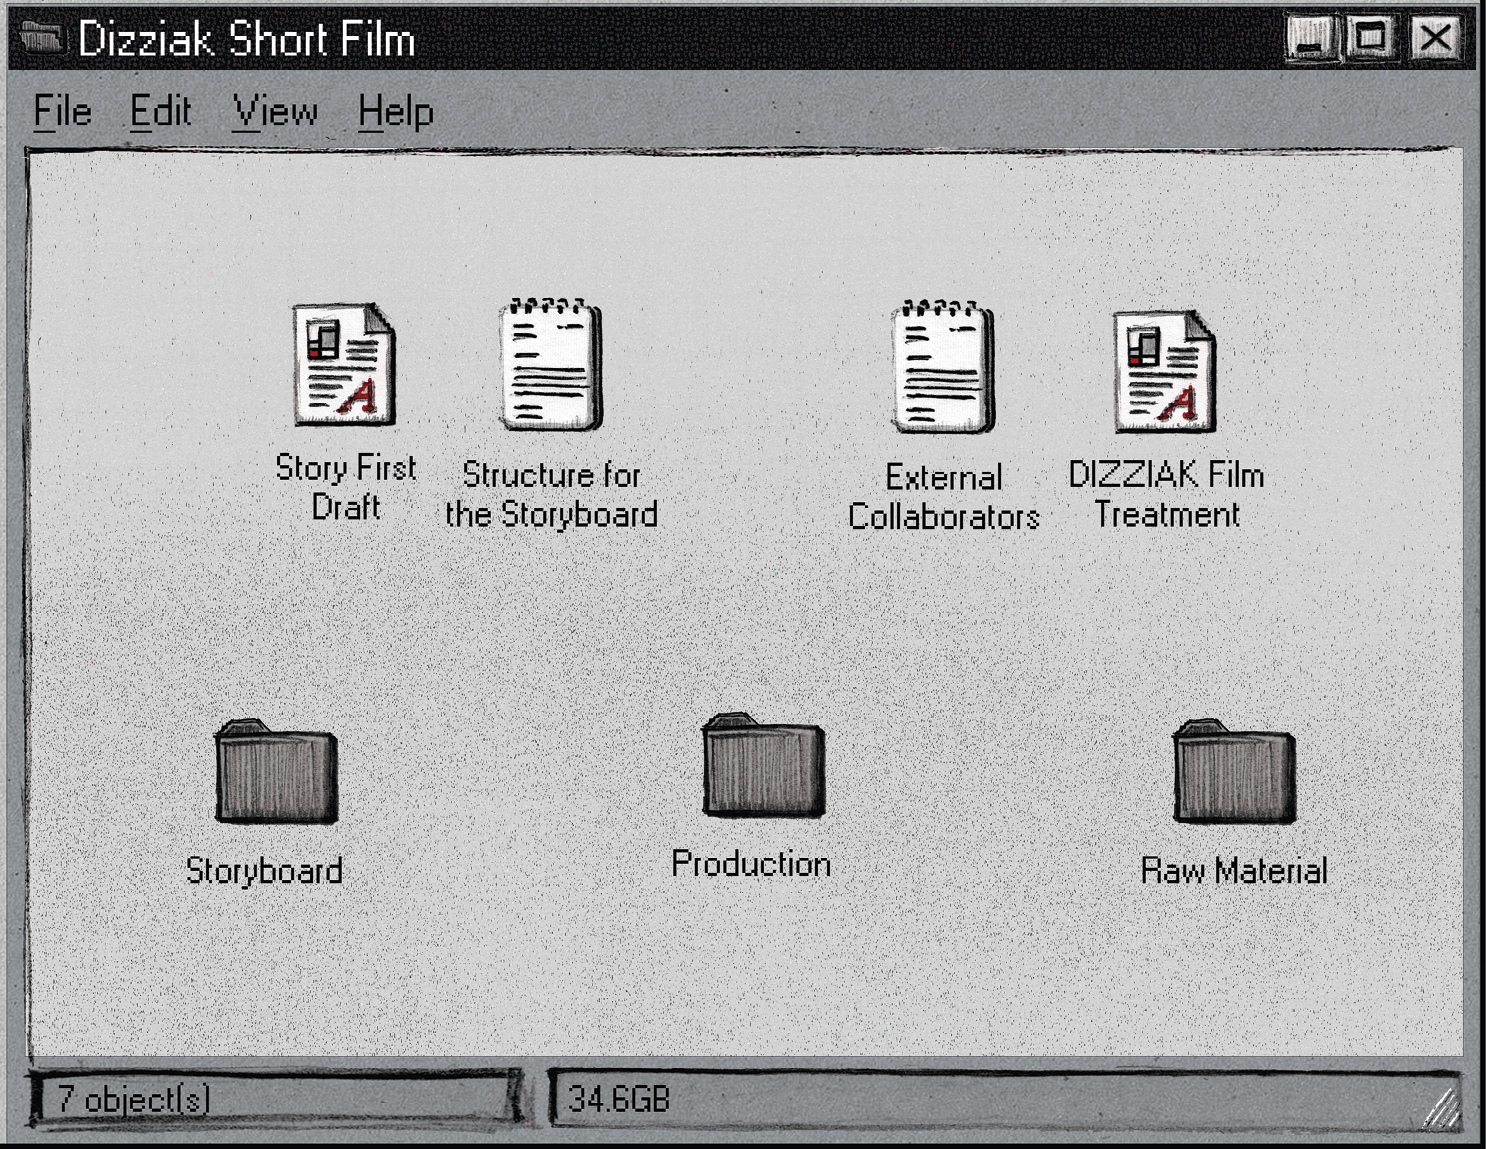 Dizziak Short Film
File Edit View Help
Story First
Draft
Structure for
the Storyboard
External
Collaborators
DIZZIAK Film
Treatment
Storyboard
Production
Raw Material
7 object(s)
34.6GB